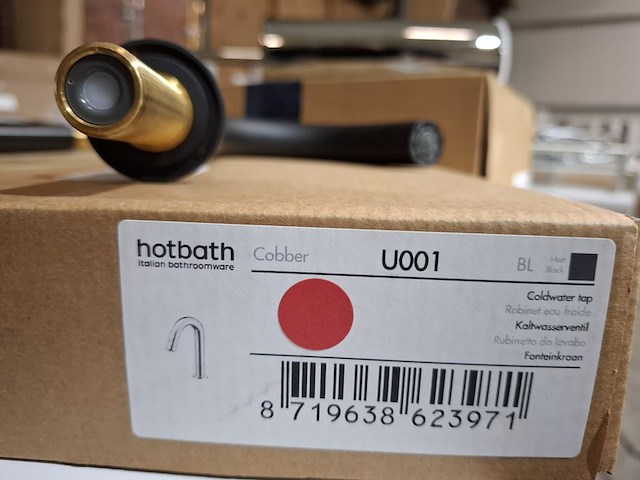 hotbath
italian bathroomware
Cobber
U001
BL
Matt
Black
Coldwater tap
Robinet eau froide
Kaltwasserventil
Rubinetto da lavabo
Fonteinkraan
8 719638 623971